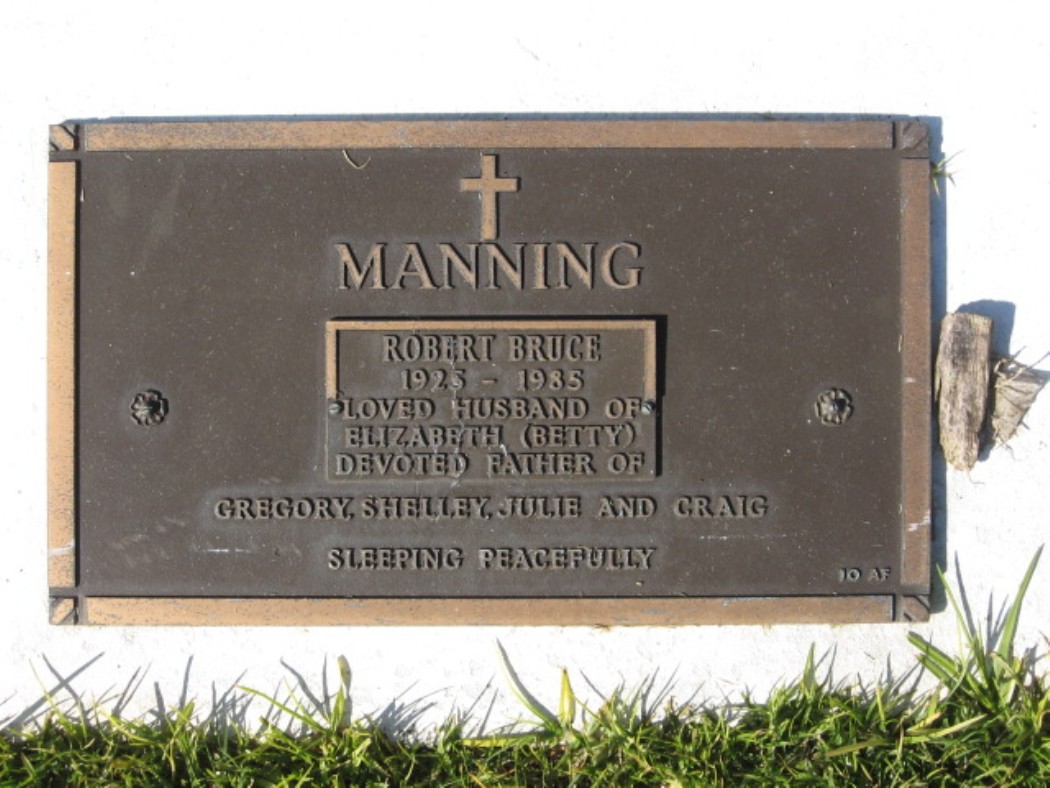 MANNING
ROBERT BRUCE
1925 - 1985
LOVED HUSBAND OF
ELIZABETH (BETTY)
DEVOTED FATHER OF
GREGORY, SHELLEY, JULIE AND CRAIG
SLEEPING PEACEFULLY
10 AF